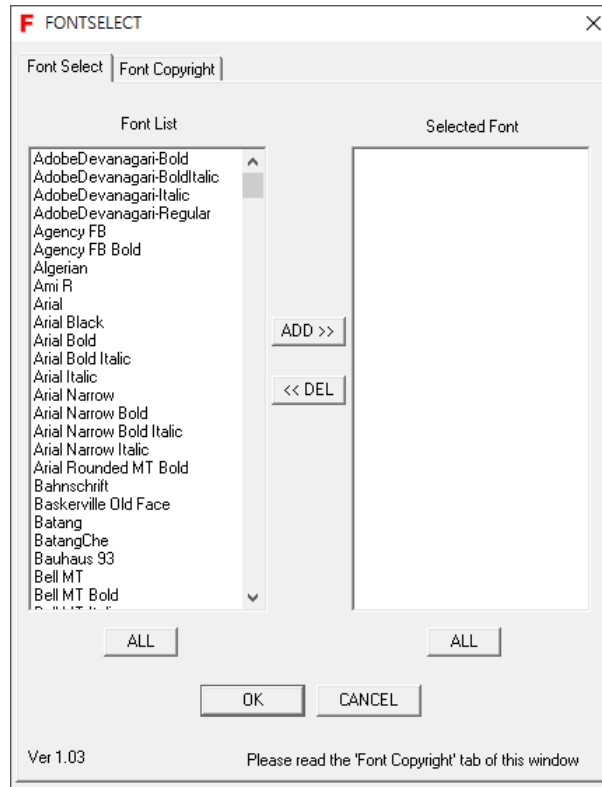 F FONTSELECT
Font Select Font Copyright
Font List
Selected Font
AdobeDevanagari-Bold
AdobeDevanagari-BoldItalic
AdobeDevanagari-Italic
AdobeDevanagari-Regular
Agency FB
Agency FB Bold
Algerian
Ami R
Arial
Arial Black
Arial Bold
Arial Bold Italic
Arial Italic
Arial Narrow
Arial Narrow Bold
Arial Narrow Bold Italic
Arial Narrow Italic
Arial Rounded MT Bold
Bahnschrift
Baskerville Old Face
Batang
BatangChe
Bauhaus 93
Bell MT
Bell MT Bold
ADD >>
<< DEL
ALL
ALL
OK
CANCEL
Ver 1.03
Please read the 'Font Copyright' tab of this window